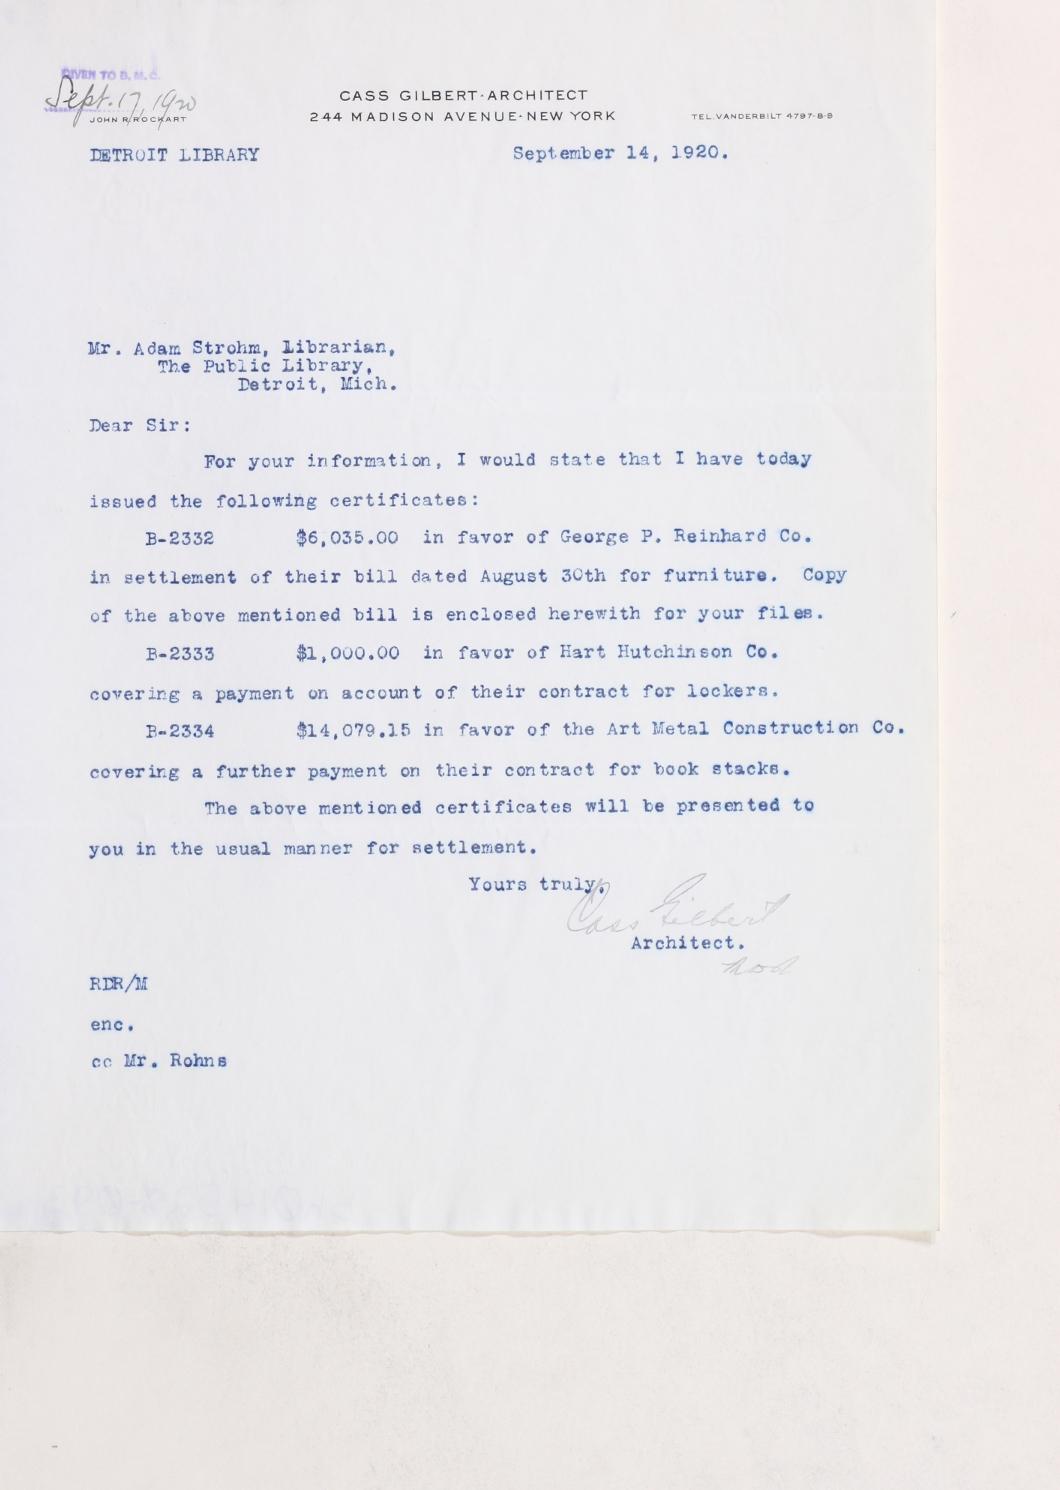 GIVEN TO B. M. C.
Sept. 17, 1920
JOHN R. ROCKART
CASS GILBERT·ARCHITECT
244 MADISON AVENUE·NEW YORK
TEL. VANDERBILT 4797-8-9
DETROIT LIBRARY
September 14, 1920.
Mr. Adam Strohm, Librarian,
The Public Library,
Detroit, Mich.
Dear Sir:
For your information, I would state that I have today
issued the following certificates:
B-2332 $6,035.00 in favor of George P. Reinhard Co.
in settlement of their bill dated August 30th for furniture. Copy
of the above mentioned bill is enclosed herewith for your files.
B-2333 $1,000.00 in favor of Hart Hutchinson Co.
covering a payment on account of their contract for lockers.
B-2334 $14,079.15 in favor of the Art Metal Construction Co.
covering a further payment on their contract for book stacks.
The above mentioned certificates will be presented to
you in the usual manner for settlement.
Yours truly,
Cass Gilbert
Architect.
RDR/M
enc.
cc Mr. Rohns